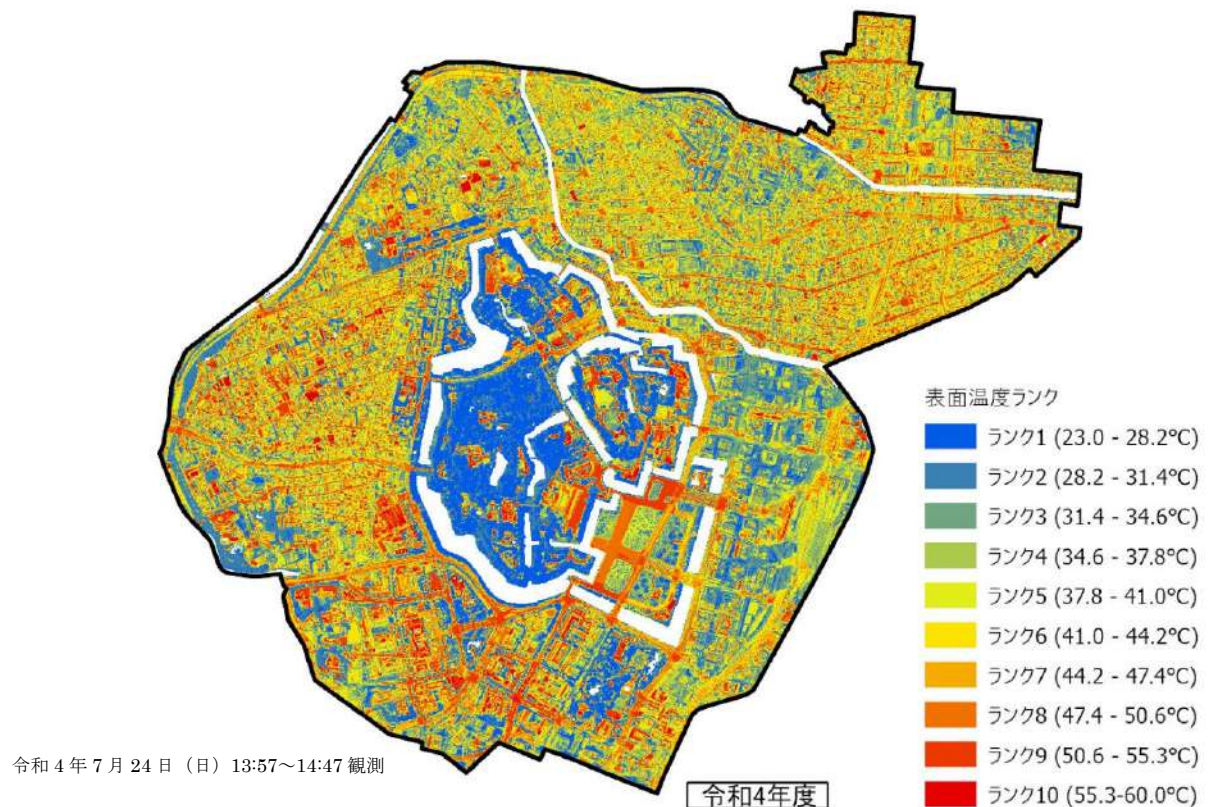 表面温度ランク
ランク1 (23.0 - 28.2℃)
ランク2 (28.2 - 31.4℃)
ランク3 (31.4 - 34.6℃)
ランク4 (34.6 - 37.8℃)
ランク5 (37.8 - 41.0℃)
ランク6 (41.0 - 44.2℃)
ランク7 (44.2 - 47.4℃)
ランク8 (47.4 - 50.6℃)
ランク9 (50.6 - 55.3℃)
ランク10 (55.3-60.0℃)
令和 4 年 7 月 24 日（日）13:57～14:47 観測
令和4年度